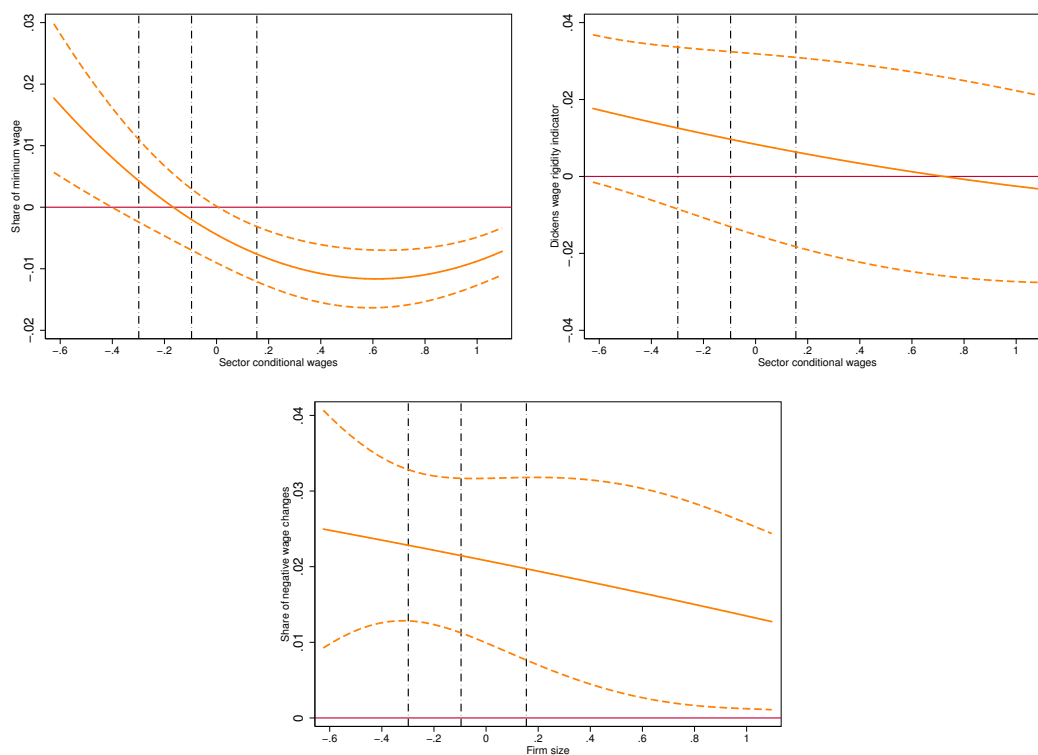 Share of minimum wage
.03
.02
.01
0
-.01
-.02
-.6 -.4 -.2 0 .2 .4 .6 .8 1
Sector conditional wages
Dickens wage rigidity indicator
.04
.02
0
-.02
-.04
-.6 -.4 -.2 0 .2 .4 .6 .8 1
Sector conditional wages
Share of negative wage changes
.04
.03
.02
.01
0
-.6 -.4 -.2 0 .2 .4 .6 .8 1
Firm size